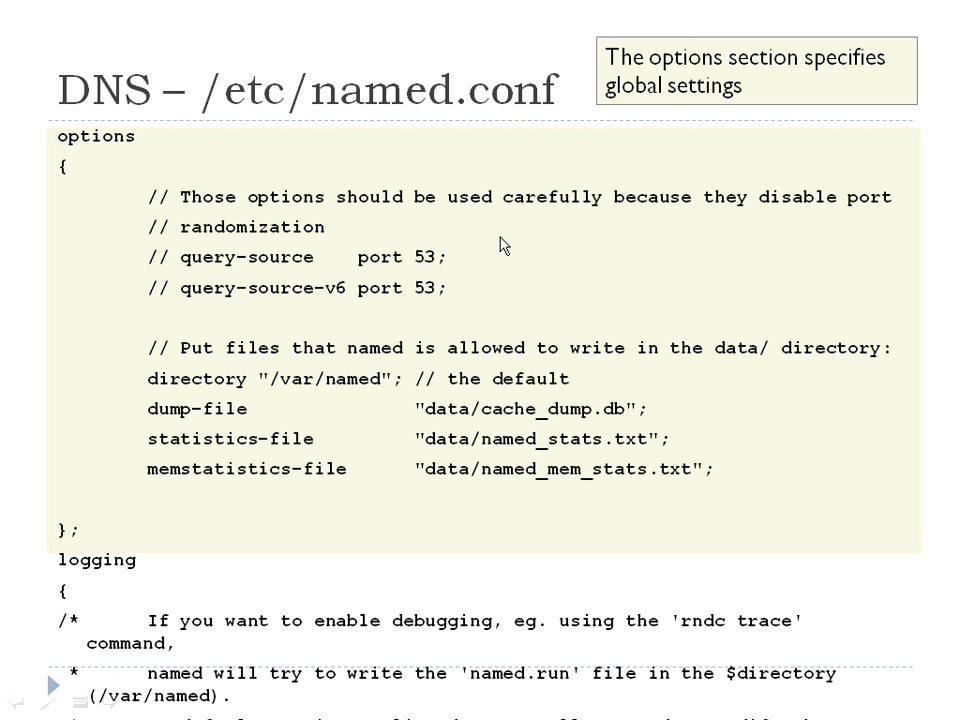 The options section specifies
global settings
DNS – /etc/named.conf
options
{
// Those options should be used carefully because they disable port
// randomization
// query-source    port 53;
// query-source-v6 port 53;
// Put files that named is allowed to write in the data/ directory:
directory "/var/named"; // the default
dump-file               "data/cache_dump.db";
statistics-file         "data/named_stats.txt";
memstatistics-file      "data/named_mem_stats.txt";
};
logging
{
/*      If you want to enable debugging, eg. using the 'rndc trace'
command,
*      named will try to write the 'named.run' file in the $directory
(/var/named).